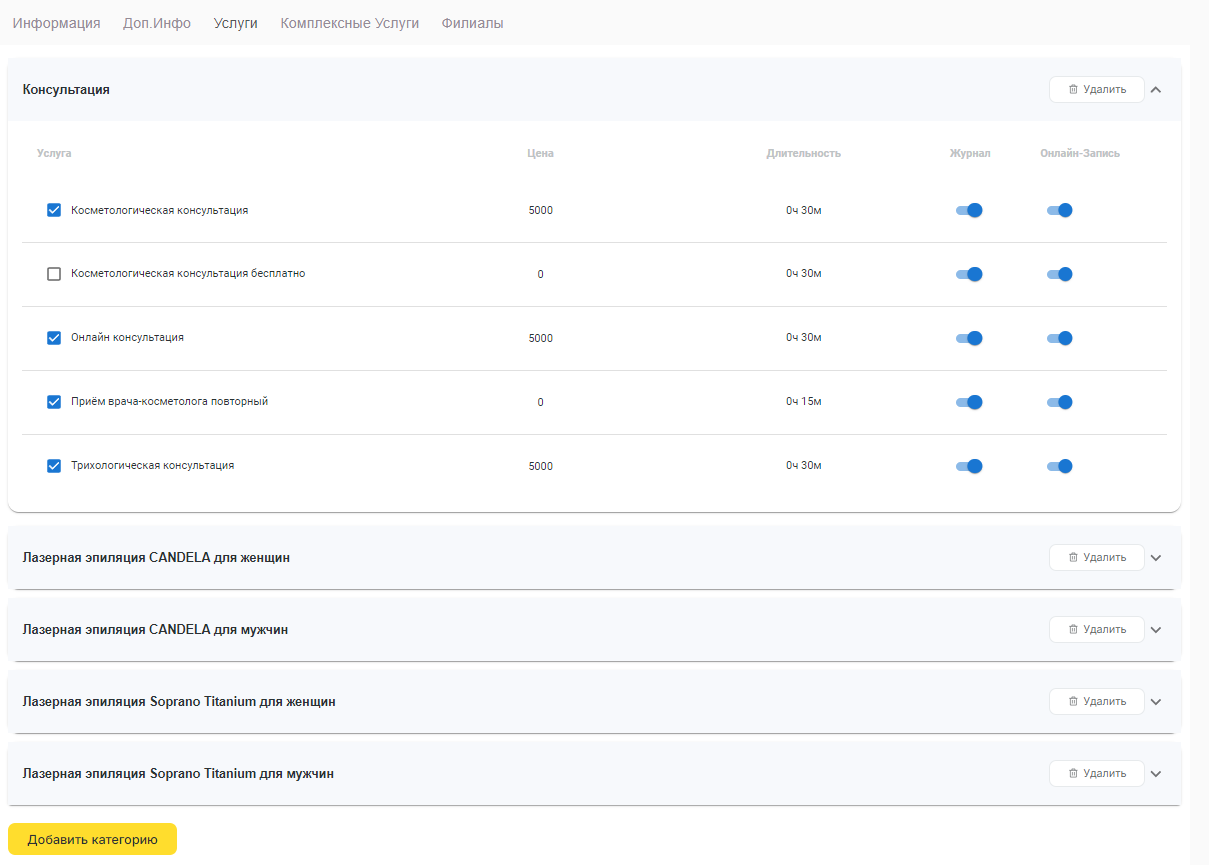 Информация Доп.Инфо Услуги Комплексные Услуги Филиалы
Консультация Удалить
Услуга Цена Длительность Журнал Онлайн-Запись
Косметологическая консультация 5000 0ч 30м
Косметологическая консультация бесплатно 0 0ч 30м
Онлайн консультация 5000 0ч 30м
Приём врача-косметолога повторный 0 0ч 15м
Трихологическая консультация 5000 0ч 30м
Лазерная эпиляция CANDELA для женщин Удалить
Лазерная эпиляция CANDELA для мужчин Удалить
Лазерная эпиляция Soprano Titanium для женщин Удалить
Лазерная эпиляция Soprano Titanium для мужчин Удалить
Добавить категорию